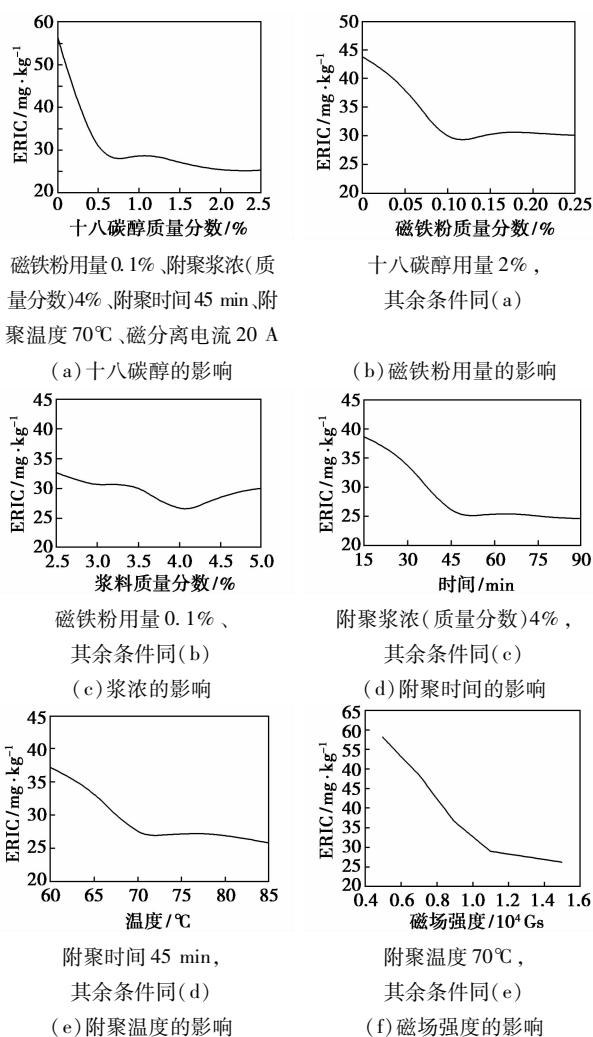 60
50
40
30
20
ERIC/mg·kg⁻¹
0 0.5 1.0 1.5 2.0 2.5
十八碳醇质量分数/%
磁铁粉用量0.1%、附聚浆浓(质
量分数)4%、附聚时间45 min、附
聚温度70℃、磁分离电流20 A
(a)十八碳醇的影响
50
45
40
35
30
25
20
ERIC/mg·kg⁻¹
0 0.05 0.10 0.15 0.20 0.25
磁铁粉质量分数/%
十八碳醇用量2%,
其余条件同(a)
(b)磁铁粉用量的影响
45
40
35
30
25
20
ERIC/mg·kg⁻¹
2.5 3.0 3.5 4.0 4.5 5.0
浆料质量分数/%
磁铁粉用量0.1%、
其余条件同(b)
(c)浆浓的影响
45
40
35
30
25
20
ERIC/mg·kg⁻¹
15 30 45 60 75 90
时间/min
附聚浆浓(质量分数)4%,
其余条件同(c)
(d)附聚时间的影响
45
40
35
30
25
20
ERIC/mg·kg⁻¹
60 65 70 75 80 85
温度/℃
附聚时间45 min,
其余条件同(d)
(e)附聚温度的影响
65
60
55
50
45
40
35
30
25
20
ERIC/mg·kg⁻¹
0.4 0.6 0.8 1.0 1.2 1.4 1.6
磁场强度/10⁴Gs
附聚温度70℃,
其余条件同(e)
(f)磁场强度的影响